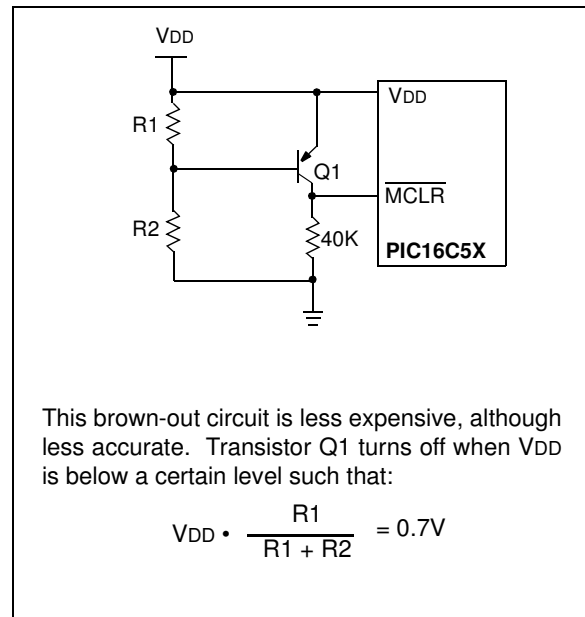 VDD
VDD
R1
Q1
MCLR
R2
40K
PIC16C5X
This brown-out circuit is less expensive, although
less accurate. Transistor Q1 turns off when VDD
is below a certain level such that:
VDD • R1 / R1 + R2 = 0.7V